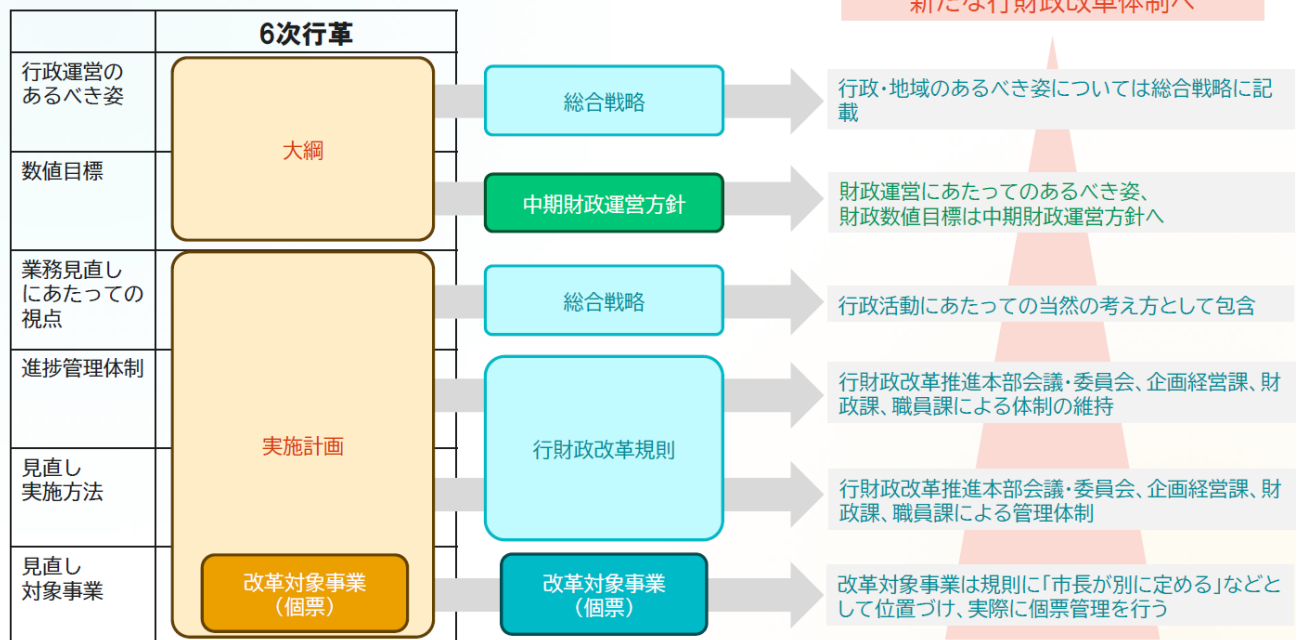 新たな行財政改革体制へ
6次行革
行政運営の
あるべき姿
大綱
総合戦略
行政・地域のあるべき姿については総合戦略に記
載
数値目標
中期財政運営方針
財政運営にあたってのあるべき姿、
財政数値目標は中期財政運営方針へ
業務見直し
にあたっての
視点
実施計画
総合戦略
行政活動にあたっての当然の考え方として包含
進捗管理体制
行財政改革規則
行財政改革推進本部会議・委員会、企画経営課、財
政課、職員課による体制の維持
見直し
実施方法
行財政改革推進本部会議・委員会、企画経営課、財
政課、職員課による管理体制
見直し
対象事業
改革対象事業
（個票）
改革対象事業
（個票）
改革対象事業は規則に「市長が別に定める」などと
して位置づけ、実際に個票管理を行う